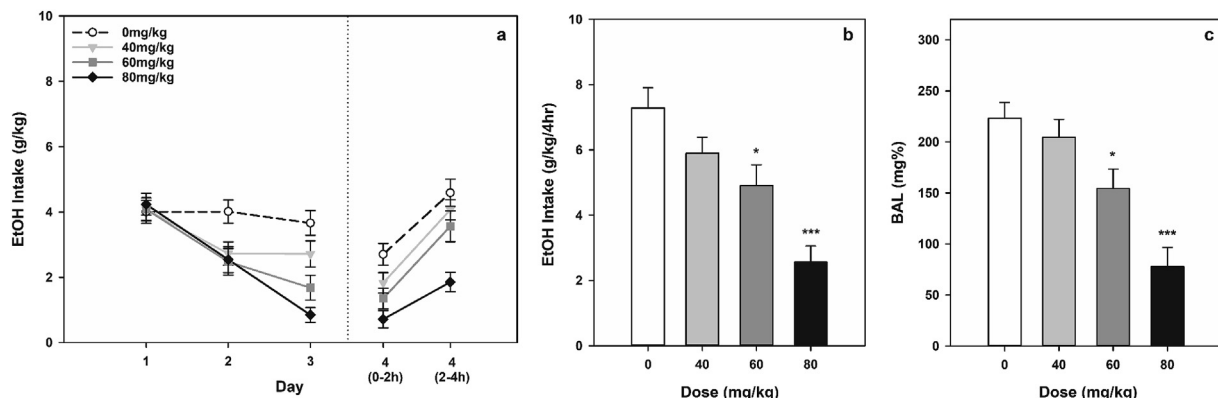 a
0mg/kg
40mg/kg
60mg/kg
80mg/kg
EtOH Intake (g/kg)
10
8
6
4
2
0
1 2 3 4 4
(0-2h) (2-4h)
Day
b
EtOH Intake (g/kg/4hr)
10
8
6
4
2
0
*
***
0 40 60 80
Dose (mg/kg)
c
BAL (mg%)
300
250
200
150
100
50
0
*
***
0 40 60 80
Dose (mg/kg)